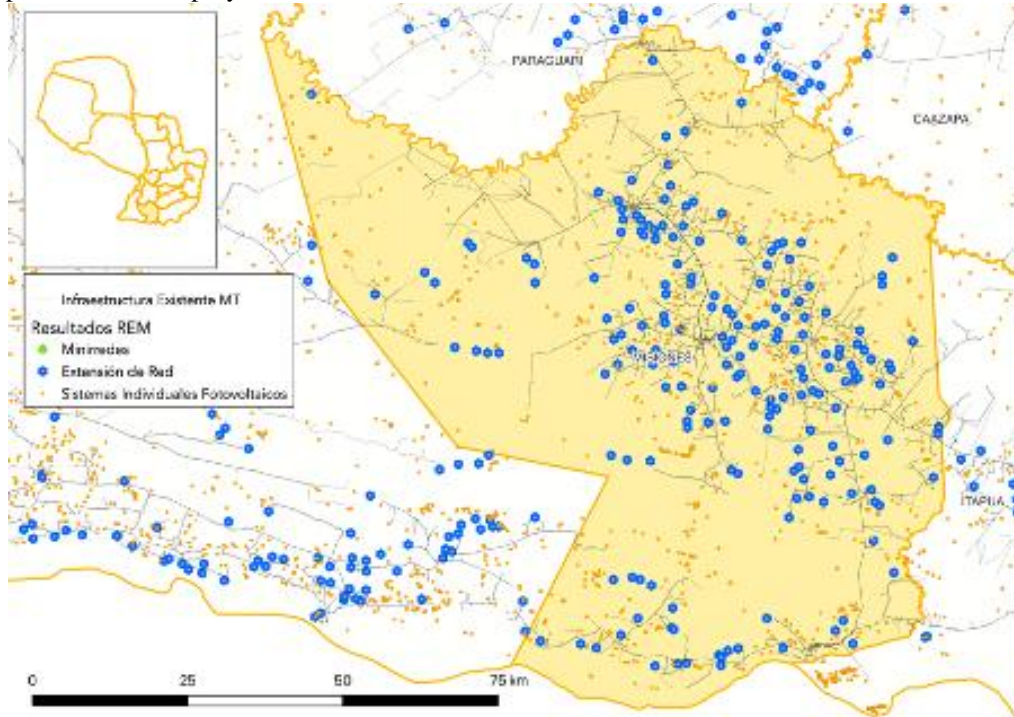 PARAGUARI
CAAZAPA
Infraestructura Existente MT
Resultados REM
Minirredes
Extensión de Red
Sistemas Individuales Fotovoltaicos
MISIONES
ITAPUA
0 25 50 75 km